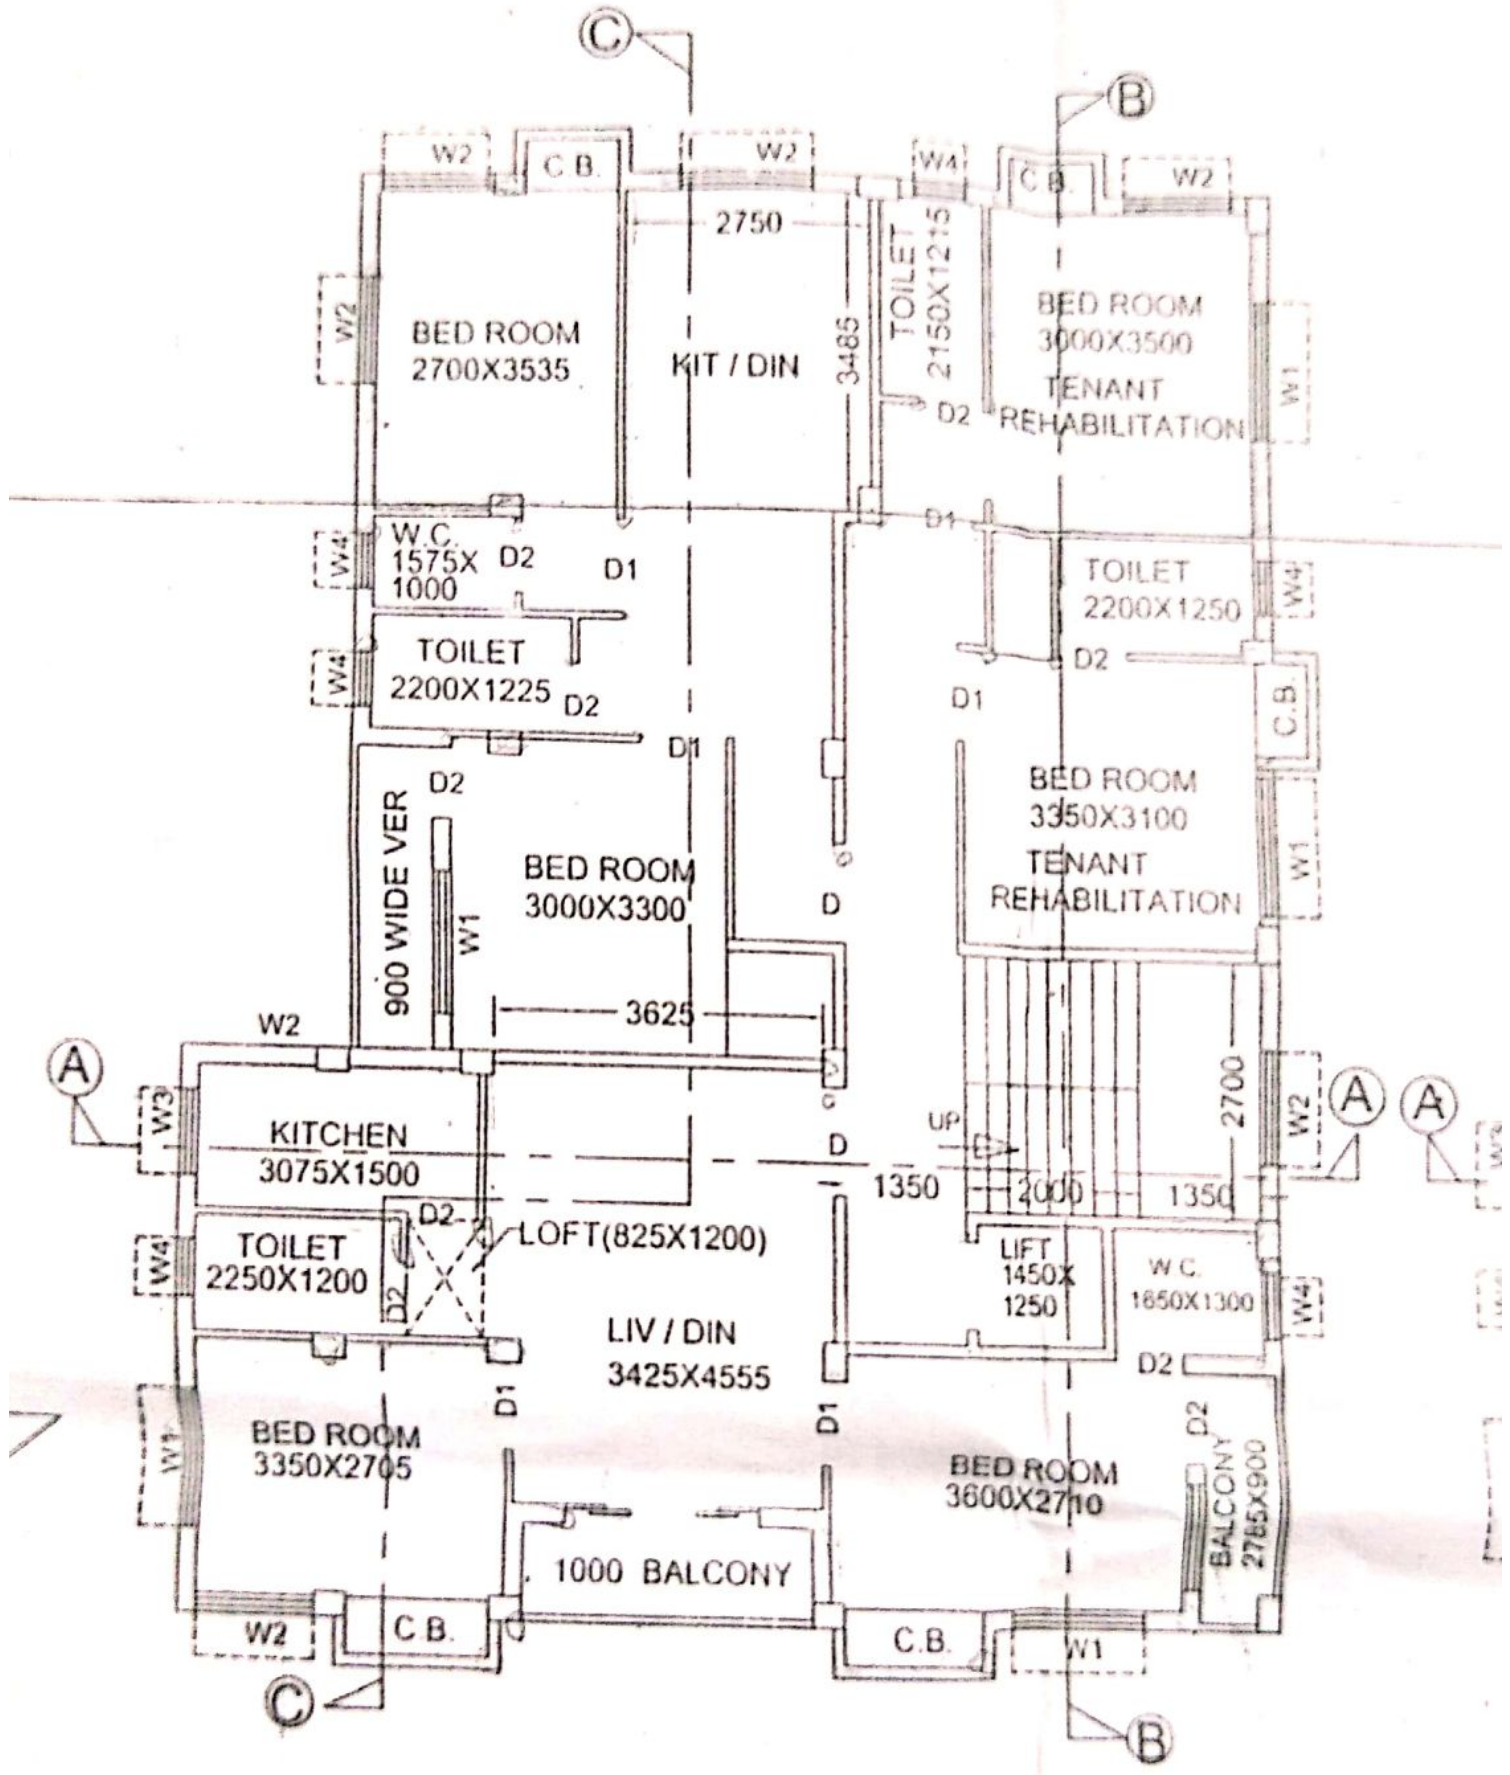 C
B
W2
C.B.
W2
W4
C.B.
W2
2750
TOILET
2150X1215
W2
BED ROOM
2700X3535
KIT / DIN
3485
BED ROOM
3000X3500
TENANT
REHABILITATION
W1
D2
D1
W4
W.C.
1575X
1000
D2
D1
TOILET
2200X1250
W4
W4
TOILET
2200X1225
D2
D2
D1
D1
C.B.
D2
BED ROOM
3350X3100
TENANT
REHABILITATION
W1
900 WIDE VER
W1
BED ROOM
3000X3300
D
3625
W2
A
W3
KITCHEN
3075X1500
D
UP
2700
W2
A
A
W3
1350
2000
1350
D2
LOFT(825X1200)
W4
TOILET
2250X1200
D2
LIFT
1450X
1250
W.C.
1650X1300
W4
LIV / DIN
3425X4555
D2
W1
BED ROOM
3350X2705
D1
D1
BED ROOM
3600X2710
D2
BALCONY
2785X900
1000 BALCONY
W2
C.B.
C.B.
W1
C
B